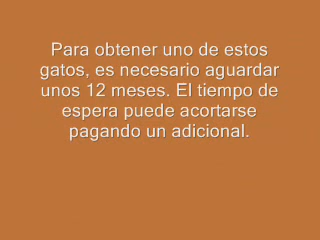 Para obtener uno de estos
gatos, es necesario aguardar
unos 12 meses. El tiempo de
espera puede acortarse
pagando un adicional.